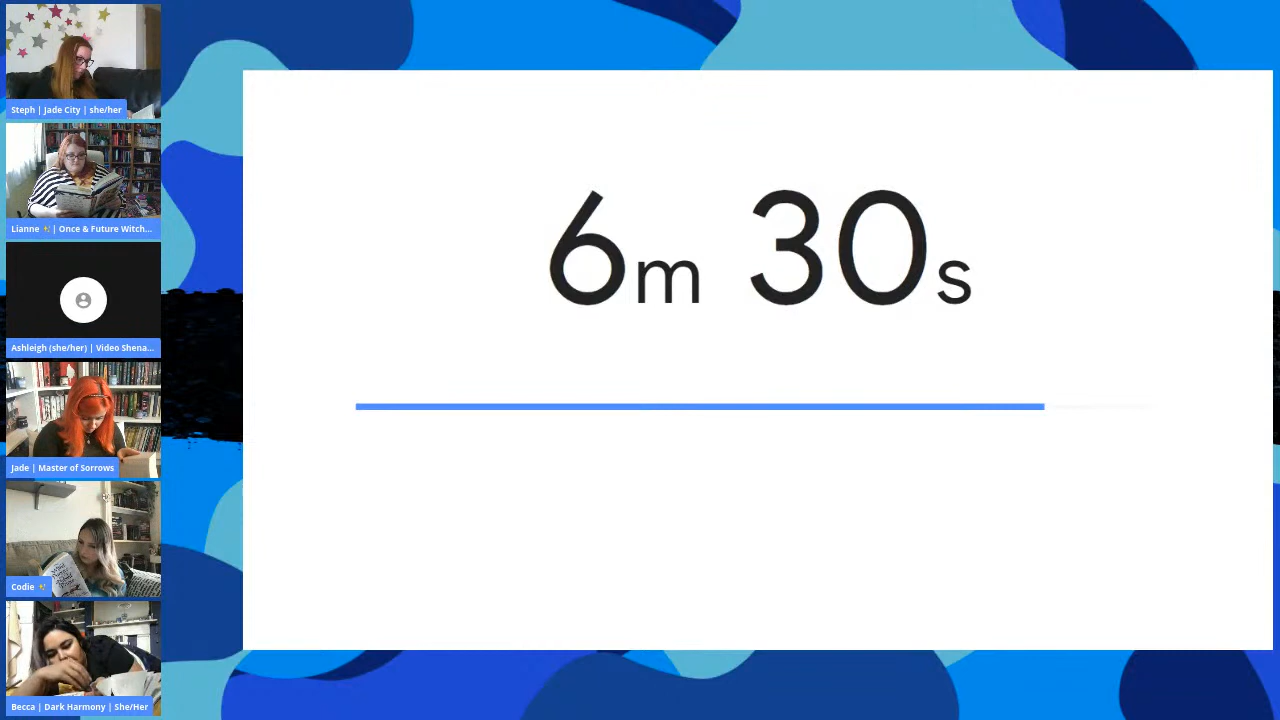 Steph | Jade City | she/her
Lianne ✨ | Once & Future Witch...
Ashleigh (she/her) | Video Shena...
Jade | Master of Sorrows
Codie ✨
Becca | Dark Harmony | She/Her
6m 30s